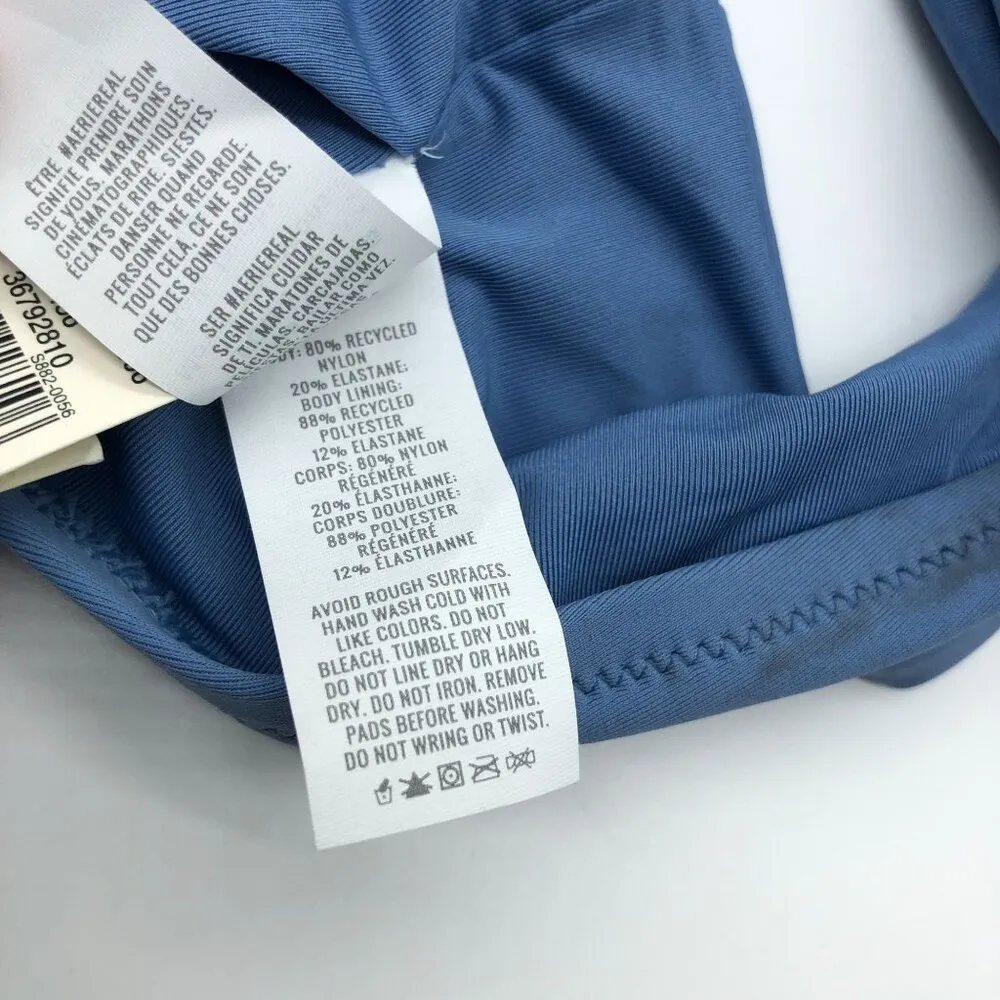 ÊTRE #AERIEREAL
SIGNIFIE PRENDRE SOIN
DE VOUS. MARATHONS
CINÉMATOGRAPHIQUES.
ÉCLATS DE RIRE. SIESTES.
DANSER QUAND
PERSONNE NE REGARDE.
TOUT CELA, CE NE SONT
QUE DES BONNES CHOSES.
SER #AERIEREAL
SIGNIFICA CUIDAR
DE TI. MARATONES DE
PELÍCULAS. CARCAJADAS.
BAILAR COMO
VEZ.
36792810
S882-0056
80% RECYCLED
NYLON
20% ELASTANE;
BODY LINING:
88% RECYCLED
POLYESTER
12% ELASTANE
CORPS: 80% NYLON
RÉGÉNÉRÉ
20% ÉLASTHANNE;
CORPS DOUBLURE:
88% POLYESTER
RÉGÉNÉRÉ
12% ÉLASTHANNE
AVOID ROUGH SURFACES.
HAND WASH COLD WITH
LIKE COLORS. DO NOT
BLEACH. TUMBLE DRY LOW.
DO NOT LINE DRY OR HANG
DRY. DO NOT IRON. REMOVE
PADS BEFORE WASHING.
DO NOT WRING OR TWIST.